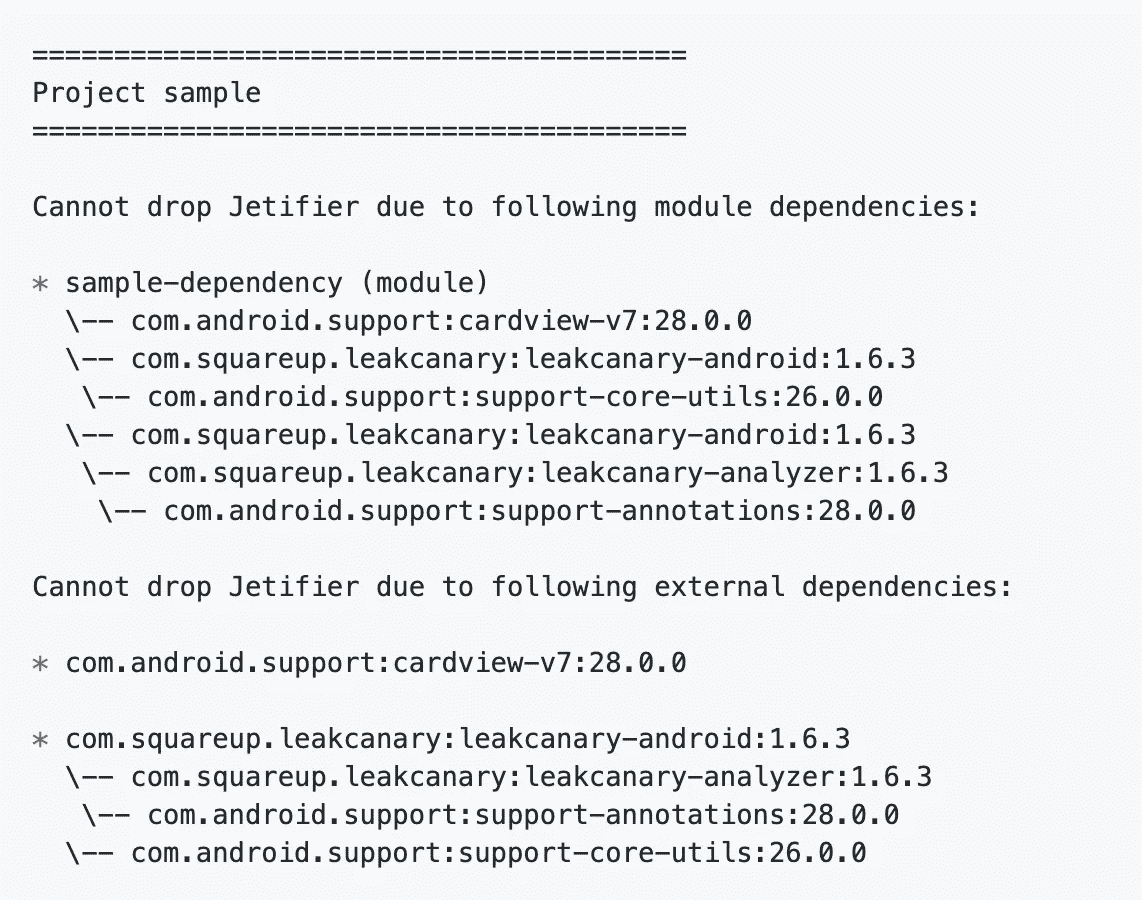 ========================================
Project sample
========================================
Cannot drop Jetifier due to following module dependencies:
* sample-dependency (module)
  \-- com.android.support:cardview-v7:28.0.0
  \-- com.squareup.leakcanary:leakcanary-android:1.6.3
   \-- com.android.support:support-core-utils:26.0.0
  \-- com.squareup.leakcanary:leakcanary-android:1.6.3
   \-- com.squareup.leakcanary:leakcanary-analyzer:1.6.3
    \-- com.android.support:support-annotations:28.0.0
Cannot drop Jetifier due to following external dependencies:
* com.android.support:cardview-v7:28.0.0
* com.squareup.leakcanary:leakcanary-android:1.6.3
  \-- com.squareup.leakcanary:leakcanary-analyzer:1.6.3
   \-- com.android.support:support-annotations:28.0.0
  \-- com.android.support:support-core-utils:26.0.0